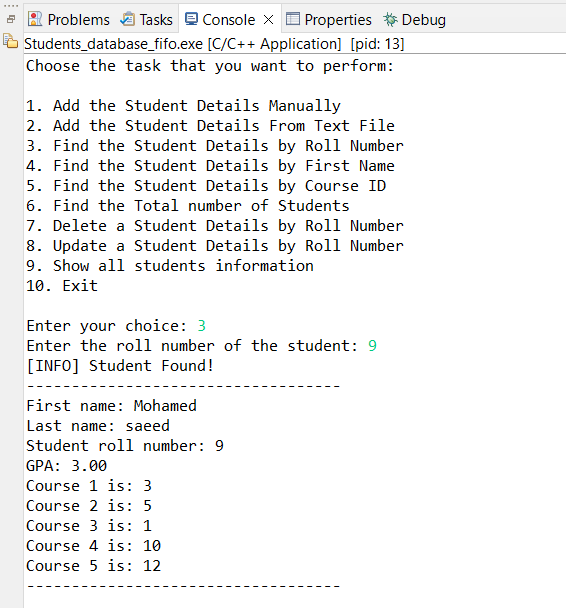 Problems Tasks Console Properties Debug
Students_database_fifo.exe [C/C++ Application] [pid: 13]
Choose the task that you want to perform:
1. Add the Student Details Manually
2. Add the Student Details From Text File
3. Find the Student Details by Roll Number
4. Find the Student Details by First Name
5. Find the Student Details by Course ID
6. Find the Total number of Students
7. Delete a Student Details by Roll Number
8. Update a Student Details by Roll Number
9. Show all students information
10. Exit
Enter your choice: 3
Enter the roll number of the student: 9
[INFO] Student Found!
-----------------------------------
First name: Mohamed
Last name: saeed
Student roll number: 9
GPA: 3.00
Course 1 is: 3
Course 2 is: 5
Course 3 is: 1
Course 4 is: 10
Course 5 is: 12
-----------------------------------